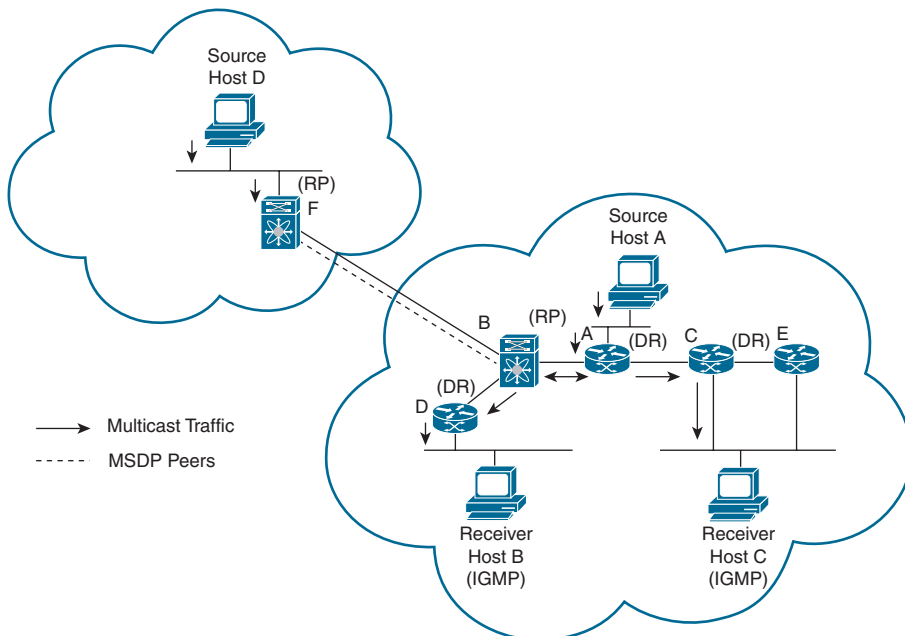 Source
Host D
(RP)
F
Source
Host A
B
(RP)
A
(DR)
C
(DR)
E
(DR)
D
Multicast Traffic
MSDP Peers
Receiver
Host B
(IGMP)
Receiver
Host C
(IGMP)